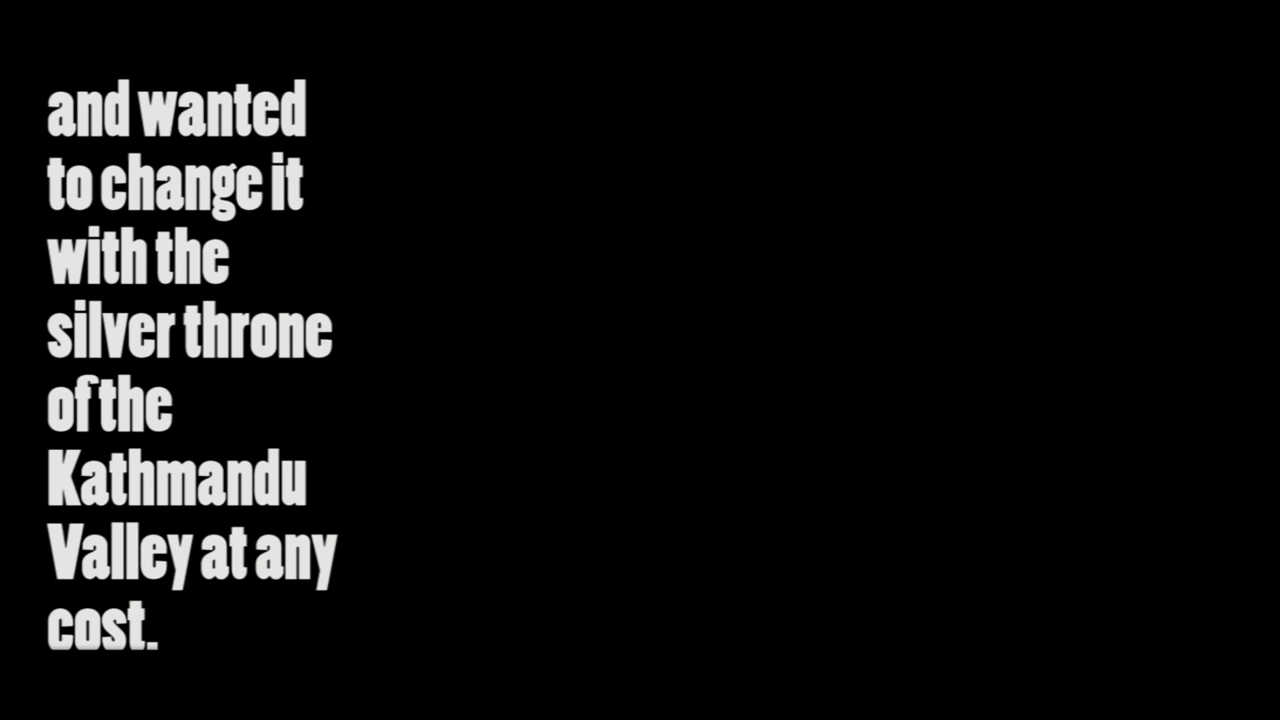 and wanted
to change it
with the
silver throne
of the
Kathmandu
Valley at any
cost.